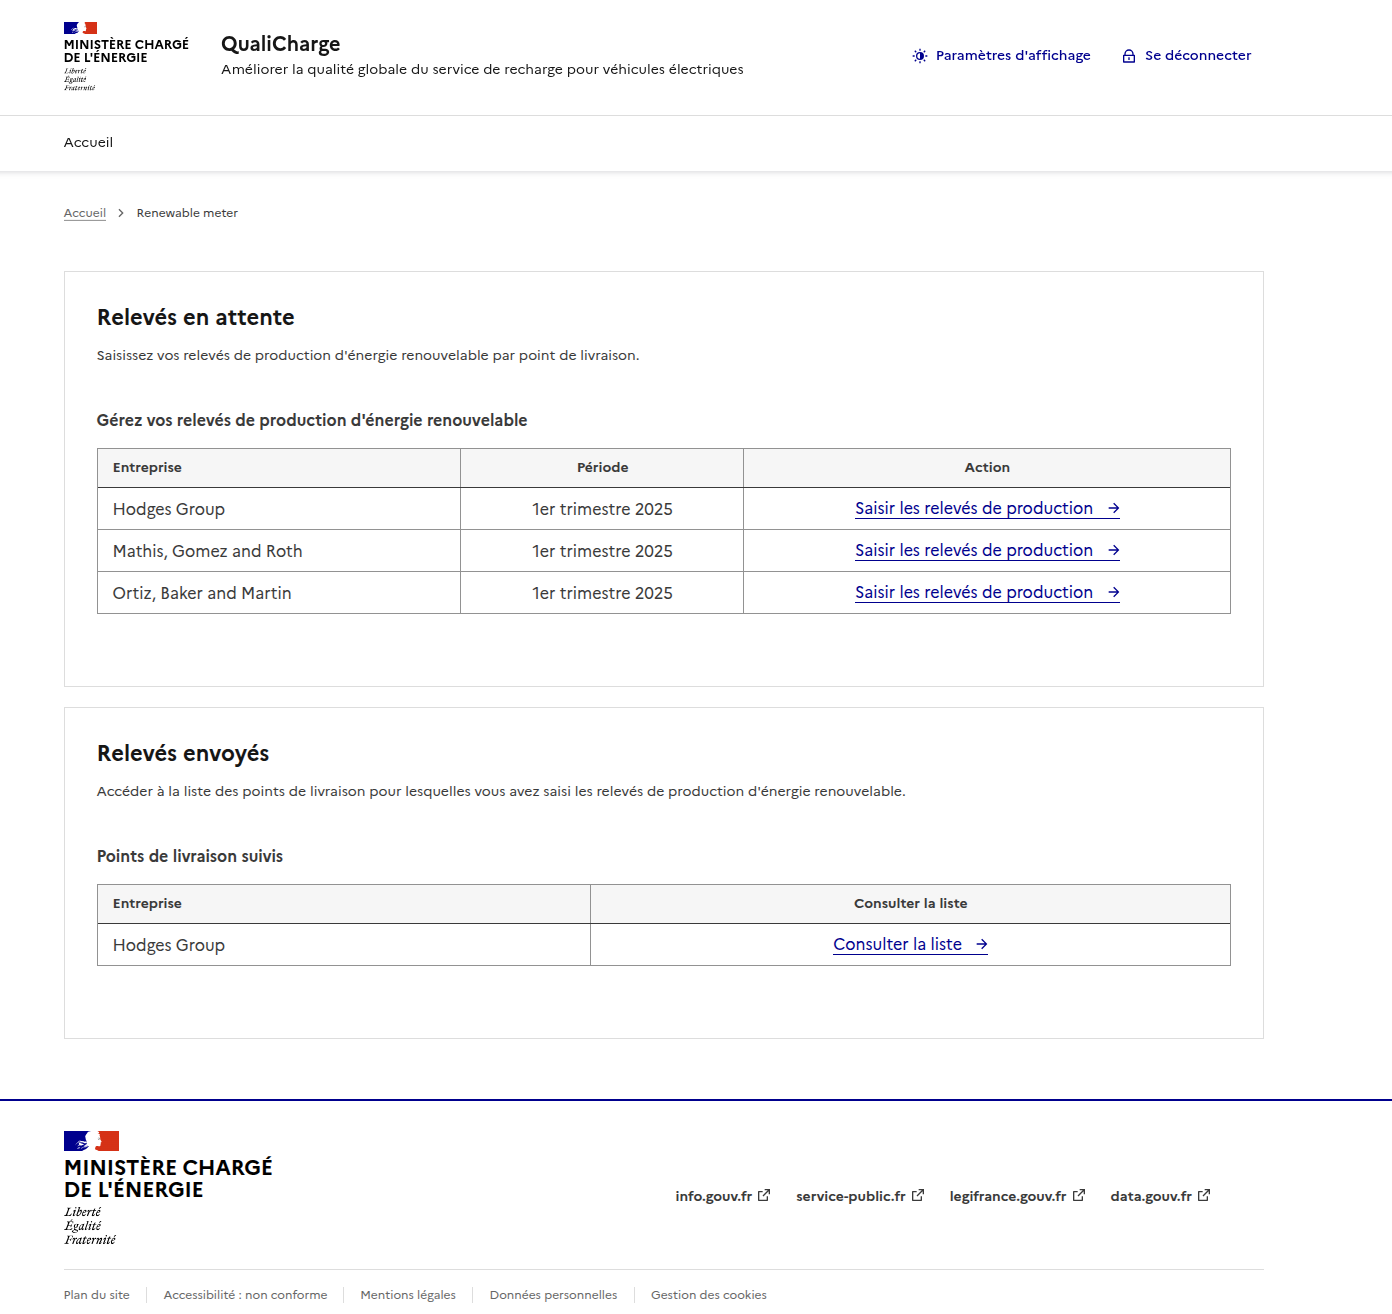 MINISTÈRE CHARGÉ
DE L'ÉNERGIE
Liberté
Égalité
Fraternité
QualiCharge
Améliorer la qualité globale du service de recharge pour véhicules électriques
Paramètres d'affichage
Se déconnecter
Accueil
Accueil Renewable meter
Relevés en attente
Saisissez vos relevés de production d'énergie renouvelable par point de livraison.
Gérez vos relevés de production d'énergie renouvelable
Entreprise Période Action
Hodges Group 1er trimestre 2025 Saisir les relevés de production
Mathis, Gomez and Roth 1er trimestre 2025 Saisir les relevés de production
Ortiz, Baker and Martin 1er trimestre 2025 Saisir les relevés de production
Relevés envoyés
Accéder à la liste des points de livraison pour lesquelles vous avez saisi les relevés de production d'énergie renouvelable.
Points de livraison suivis
Entreprise Consulter la liste
Hodges Group Consulter la liste
MINISTÈRE CHARGÉ
DE L'ÉNERGIE
Liberté
Égalité
Fraternité
info.gouv.fr service-public.fr legifrance.gouv.fr data.gouv.fr
Plan du site Accessibilité : non conforme Mentions légales Données personnelles Gestion des cookies